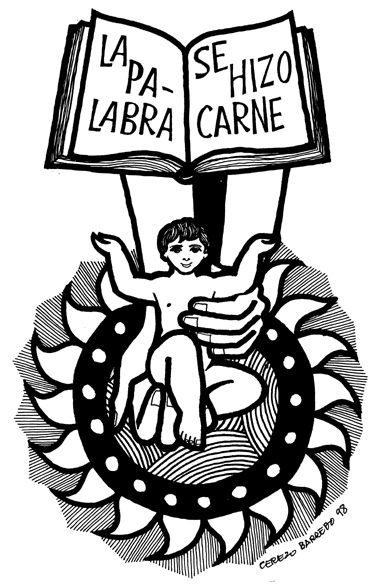 LA
PA-
LABRA
SE
HIZO
CARNE
CEREZO BARREDO 98